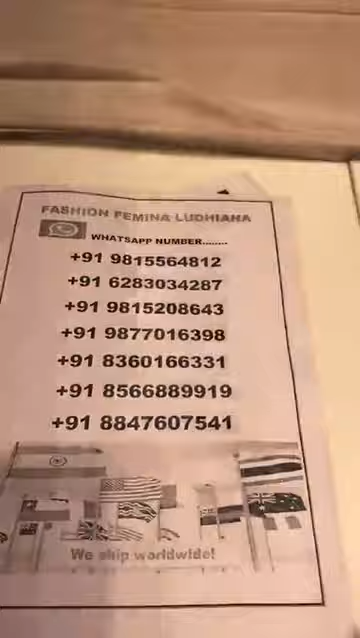 FASHION FEMINA LUDHIANA
WHATSAPP NUMBER........
+91 9815564812
+91 6283034287
+91 9815208643
+91 9877016398
+91 8360166331
+91 8566889919
+91 8847607541
We ship worldwide!